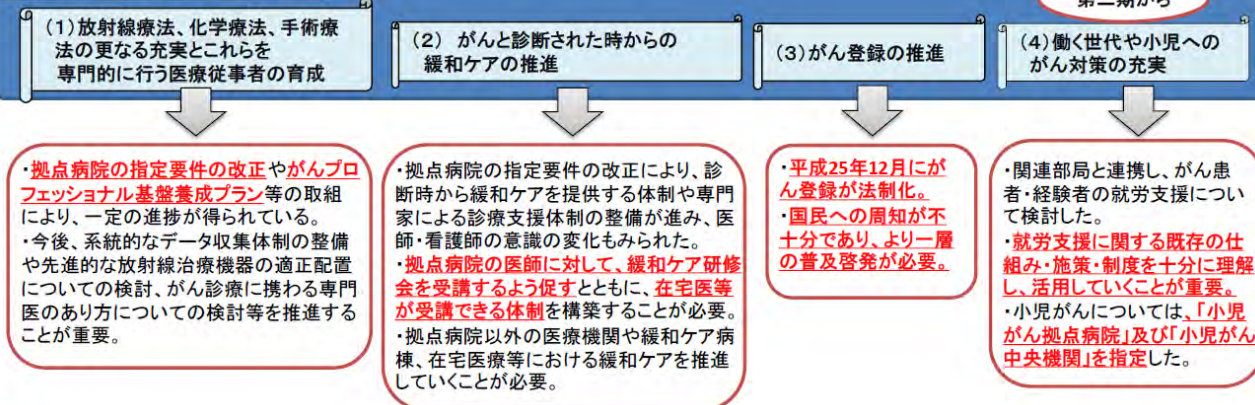 第二期から
(1)放射線療法、化学療法、手術療
法の更なる充実とこれらを
専門的に行う医療従事者の育成
(2) がんと診断された時からの
緩和ケアの推進
(3)がん登録の推進
(4)働く世代や小児への
がん対策の充実
・拠点病院の指定要件の改正やがんプロ
フェッショナル基盤養成プラン等の取組
により、一定の進捗が得られている。
・今後、系統的なデータ収集体制の整備
や先進的な放射線治療機器の適正配置
についての検討、がん診療に携わる専門
医のあり方についての検討等を推進する
ことが重要。
・拠点病院の指定要件の改正により、診
断時から緩和ケアを提供する体制や専門
家による診療支援体制の整備が進み、医
師・看護師の意識の変化もみられた。
・拠点病院の医師に対して、緩和ケア研修
会を受講するよう促すとともに、在宅医等
が受講できる体制を構築することが必要。
・拠点病院以外の医療機関や緩和ケア病
棟、在宅医療等における緩和ケアを推進
していくことが必要。
・平成25年12月にが
ん登録が法制化。
・国民への周知が不
十分であり、より一層
の普及啓発が必要。
・関連部局と連携し、がん患
者・経験者の就労支援につい
て検討した。
・就労支援に関する既存の仕
組み・施策・制度を十分に理解
し、活用していくことが重要。
・小児がんについては、「小児
がん拠点病院」及び「小児がん
中央機関」を指定した。